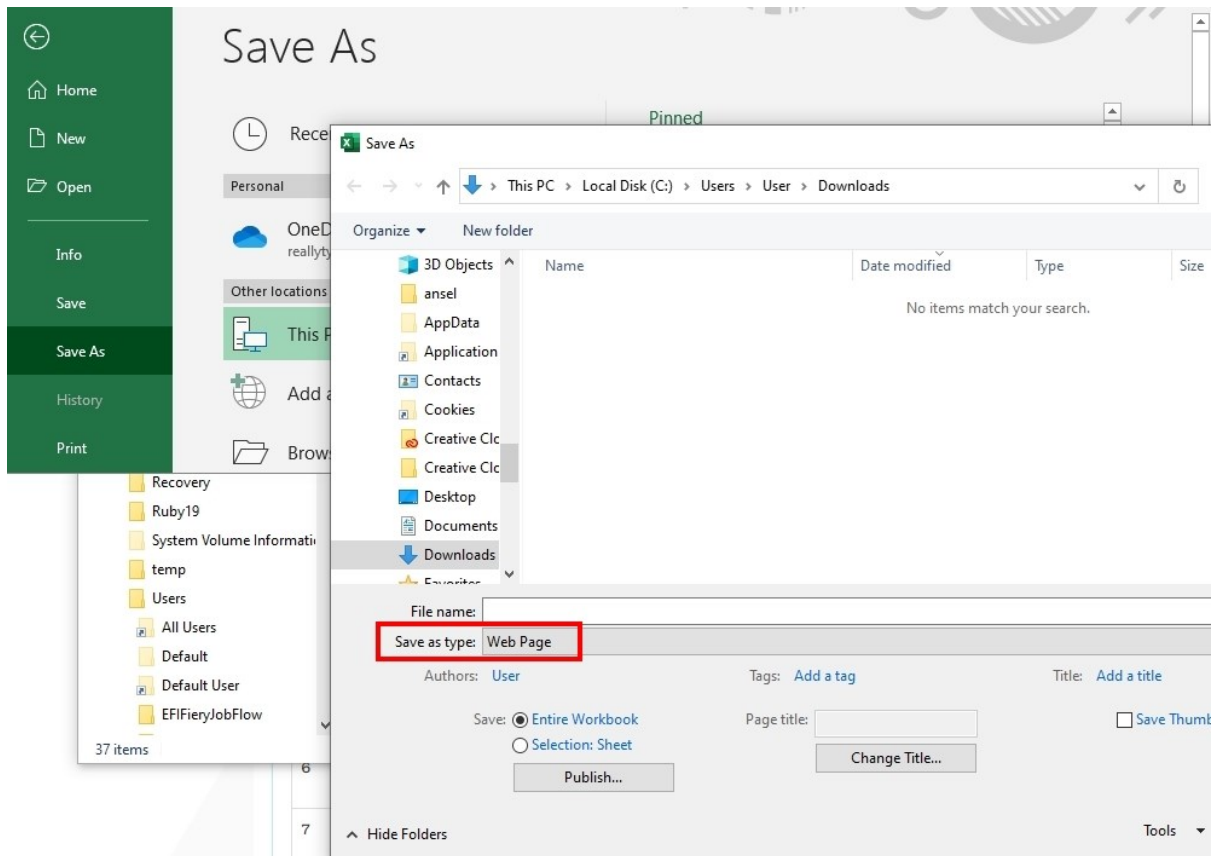 Save As
Home
New
Open
Info
Save
Save As
History
Print
Pinned
Personal
reallyty
Other locations
This
Add
Save As
This PC > Local Disk (C:) > Users > User > Downloads
Organize
New folder
3D Objects
ansel
AppData
Application
Contacts
Cookies
Creative Clo
Creative Clo
Desktop
Documents
Downloads
Name
Date modified
Type
Size
No items match your search.
Recovery
Ruby19
System Volume Informati
temp
Users
All Users
Default
Default User
EFIFieryJobFlow
37 items
6
7
File name:
Save as type: Web Page
Authors: User
Tags: Add a tag
Title: Add a title
Save: Entire Workbook
Selection: Sheet
Publish...
Page title:
Change Title...
Save Thumb
Hide Folders
Tools